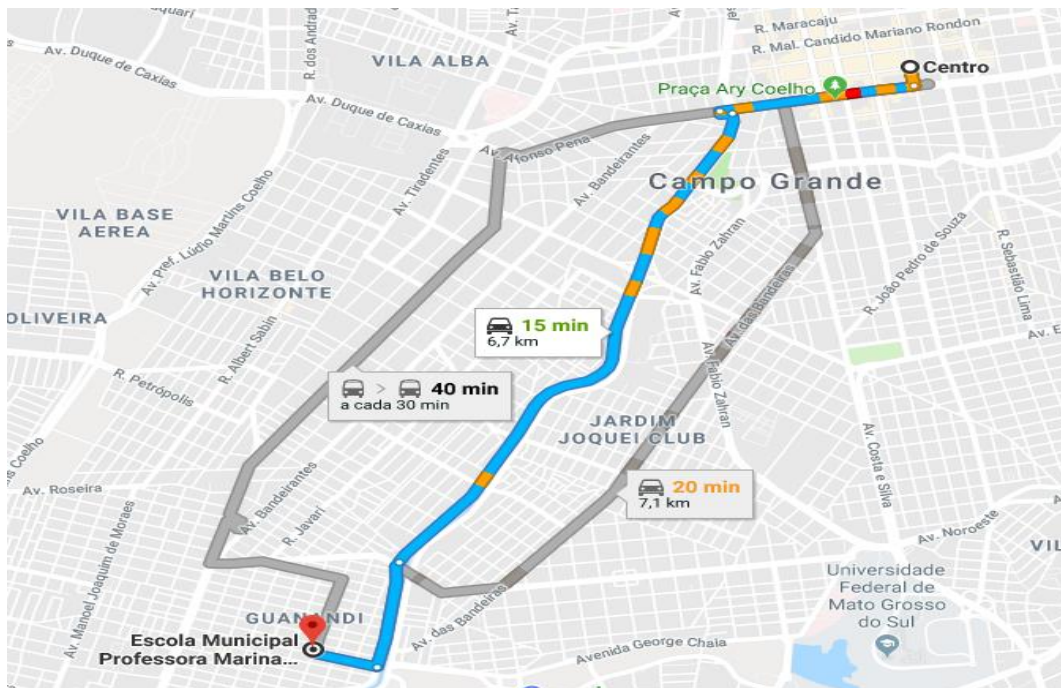 R. Maracaju
R. Mal. Candido Mariano Rondon
Av. Duque de Caxias
R. dos Andrad
VILA ALBA
Centro
Praça Ary Coelho
Av. Duque de Caxias
Av. Afonso Pena
Av. Bandeirantes
Av. Tiradentes
Campo Grande
VILA BASE
AEREA
Av. Pref. Lúdio Martins Coelho
R. João Pedro de Souza
R. Sebastião Lima
Av. Fabio Zahran
VILA BELO
HORIZONTE
OLIVEIRA
R. Albert Sabin
15 min
6,7 km
Av. das Bandeiras
Av. E
Av. Fabio Zahran
R. Petrópolis
40 min
a cada 30 min
JARDIM
JOQUEI CLUB
Av. Costa e Silva
is Coelho
Av. Roseira
Av. Bandeirantes
20 min
7,1 km
R. Javari
Av. Noroeste
VIL
Av. Manoel Joaquim de Moraes
Universidade
Federal de
Mato Grosso
do Sul
GUANANDI
Av. das Bandeiras
Escola Municipal
Professora Marina...
Avenida George Chaia